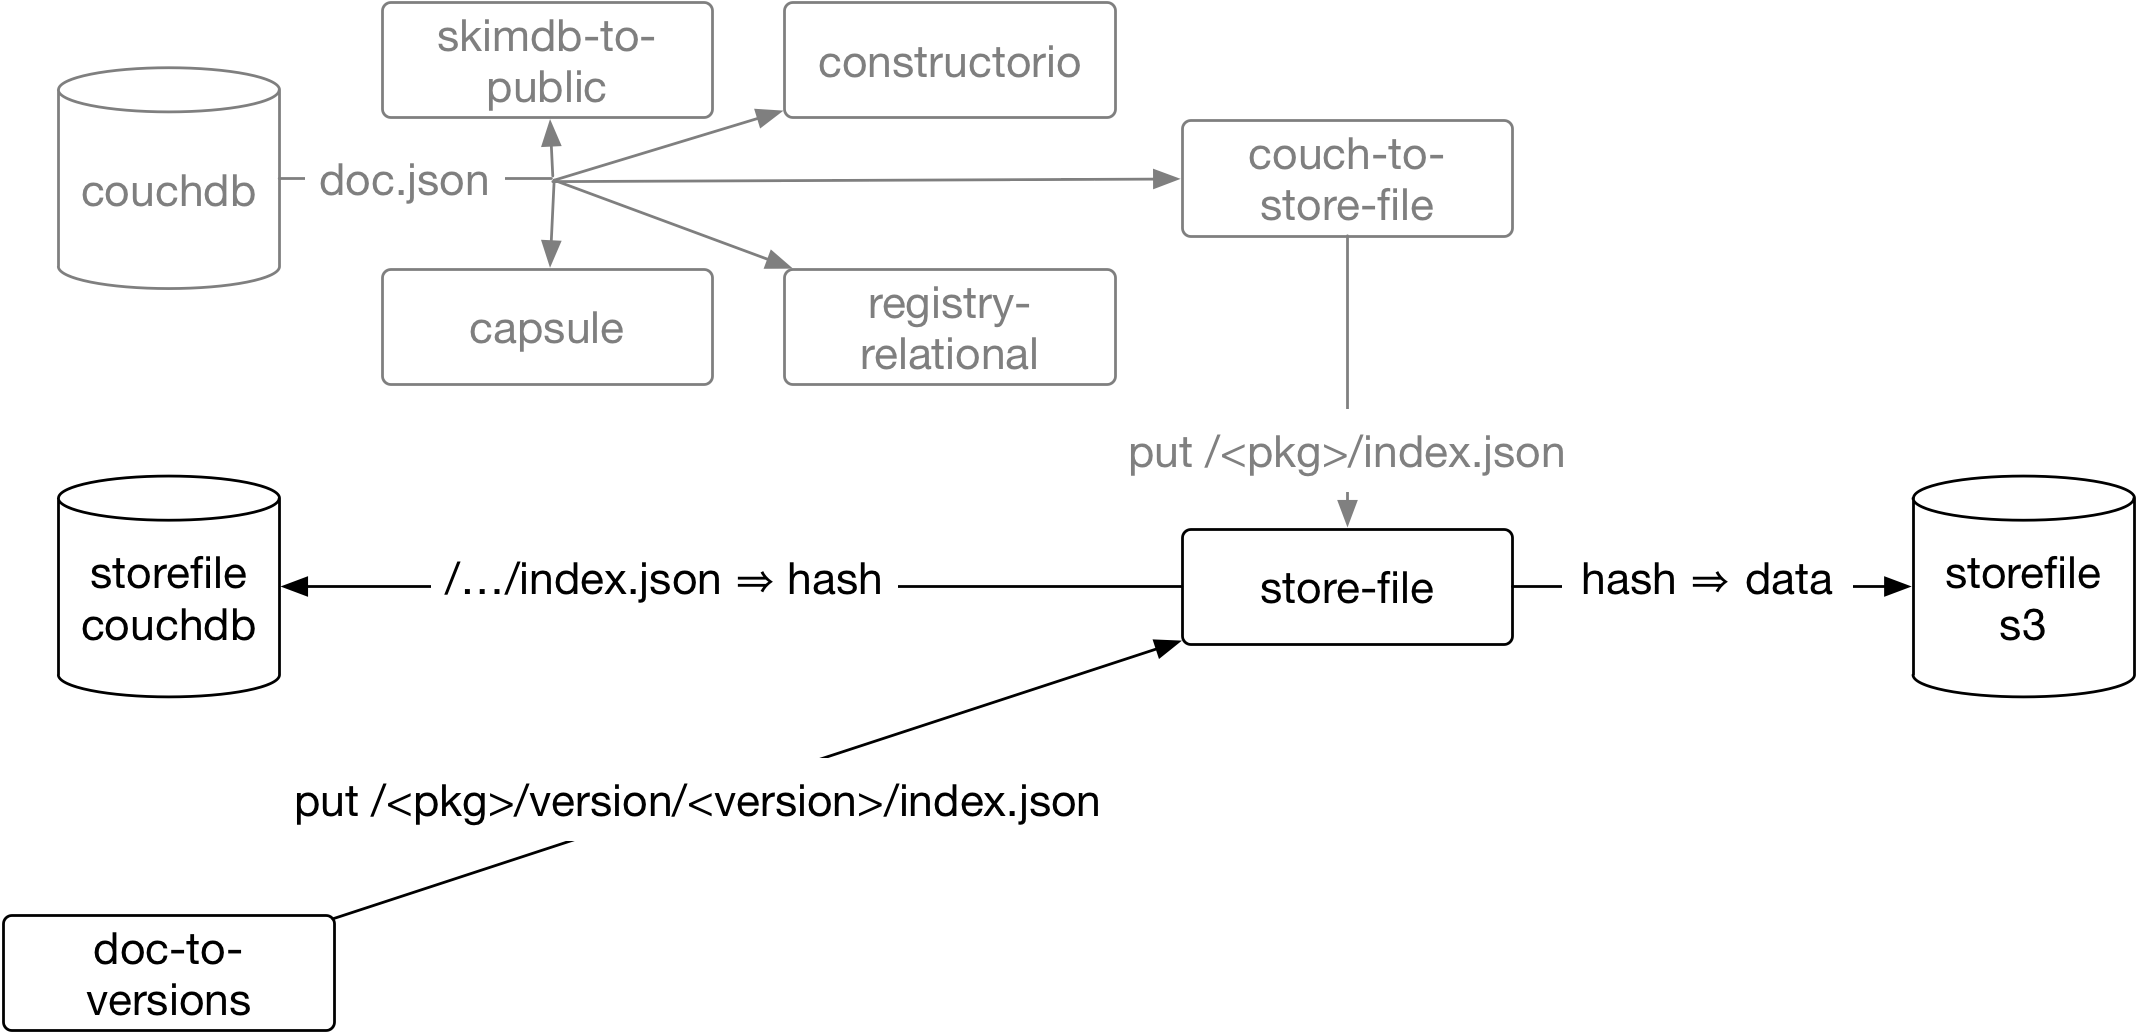 skimdb-to-
public
constructorio
couchdb
doc.json
couch-to-
store-file
capsule
registry-
relational
put /<pkg>/index.json
storefile
couchdb
/…/index.json ⇒ hash
store-file
hash ⇒ data
storefile
s3
put /<pkg>/version/<version>/index.json
doc-to-
versions